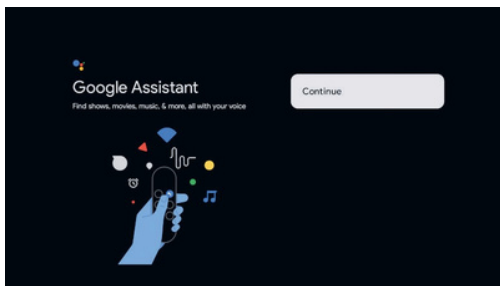 Google Assistant
Find shows, movies, music, & more, all with your voice
Continue